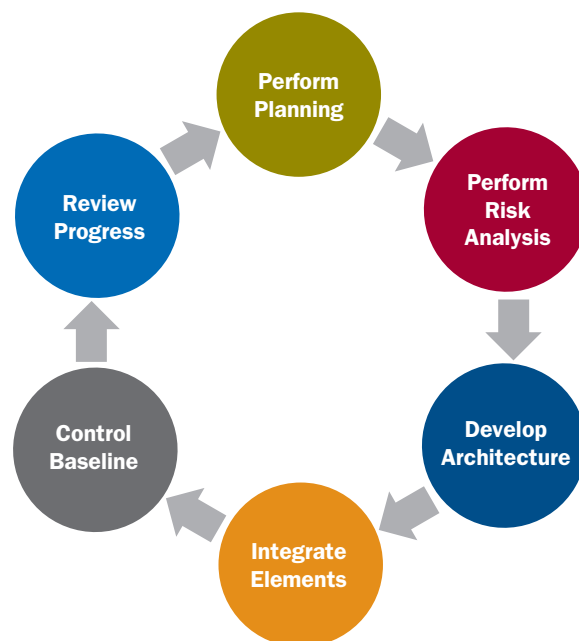 Perform
Planning
Perform
Risk
Analysis
Develop
Architecture
Integrate
Elements
Control
Baseline
Review
Progress